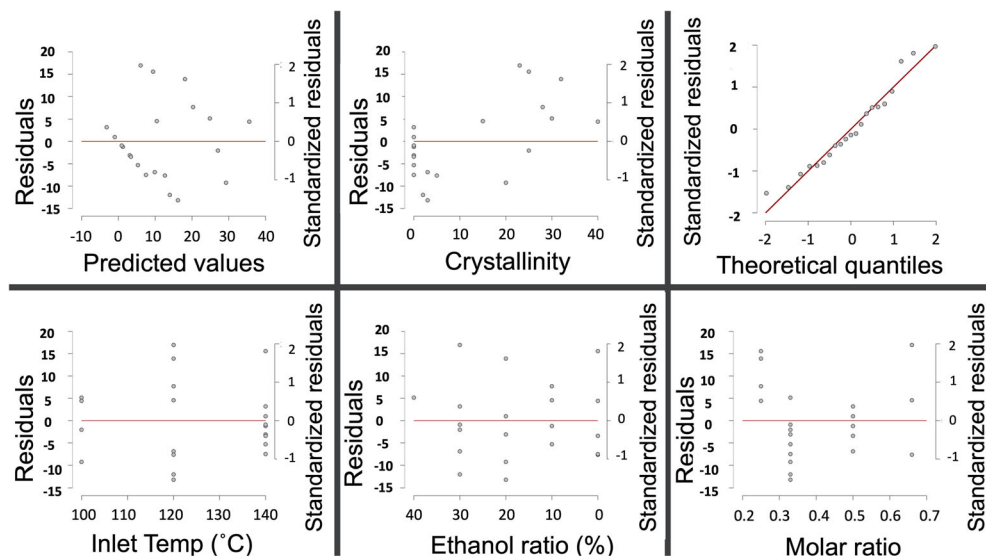 Residuals
20
15
10
5
0
-5
-10
-15
-10 0 10 20 30 40
Predicted values
2
1
0
-1
Standardized residuals
Residuals
20
15
10
5
0
-5
-10
-15
0 10 20 30 40
Crystallinity
2
1
0
-1
Standardized residuals
Standardized residuals
2
1
0
-1
-2
-2 -1 0 1 2
Theoretical quantiles
Residuals
20
15
10
5
0
-5
-10
-15
100 110 120 130 140
Inlet Temp (˚C)
2
1
0
-1
Standardized residuals
Residuals
20
15
10
5
0
-5
-10
-15
40 30 20 10 0
Ethanol ratio (%)
2
1
0
-1
Standardized residuals
Residuals
20
15
10
5
0
-5
-10
-15
0.2 0.3 0.4 0.5 0.6 0.7
Molar ratio
2
1
0
-1
Standardized residuals